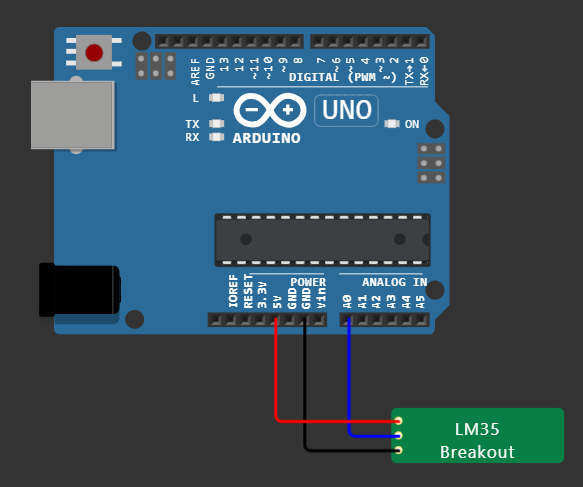 AREF
GND
13
12
~11
~10
~9
8
7
~6
~5
4
~3
2
TX→1
RX←0
DIGITAL (PWM ~)
L
TX
RX
ARDUINO
UNO
ON
POWER
ANALOG IN
IOREF
RESET
3.3V
5V
GND
GND
Vin
A0
A1
A2
A3
A4
A5
LM35
Breakout